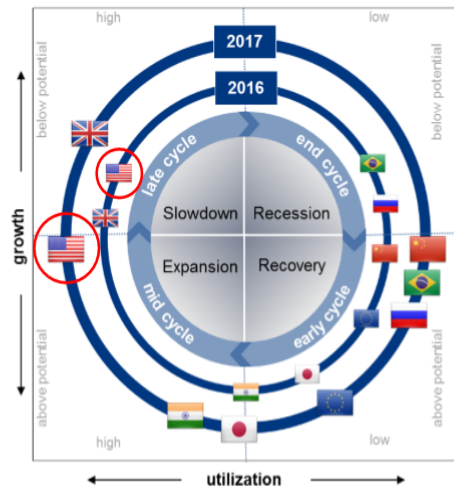 high
low
2017
2016
below potential
below potential
late cycle
end cycle
Slowdown
Recession
growth
Expansion
Recovery
mid cycle
early cycle
above potential
above potential
high
low
utilization